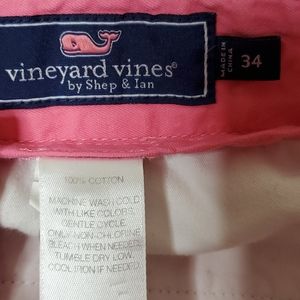 vineyard vines®
by Shep & Ian
MADE IN
CHINA
34
100% COTTON
MACHINE WASH COLD
WITH LIKE COLORS,
GENTLE CYCLE.
ONLY NON-CHLORINE
BLEACH WHEN NEEDED.
TUMBLE DRY LOW.
COOL IRON IF NEEDED.